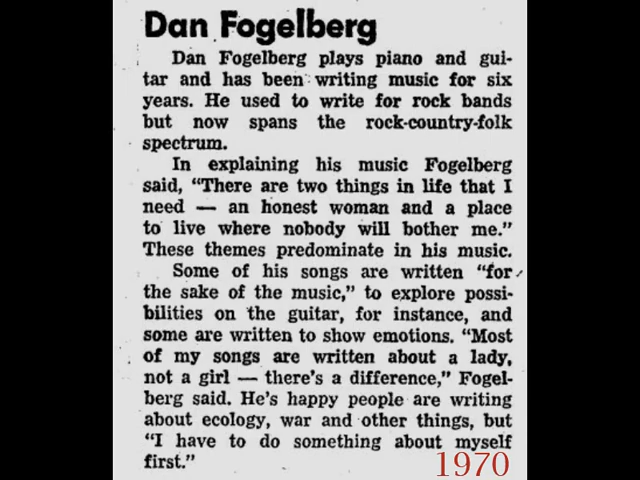 Dan Fogelberg
Dan Fogelberg plays piano and gui-
tar and has been writing music for six
years. He used to write for rock bands
but now spans the rock-country-folk
spectrum.
In explaining his music Fogelberg
said, "There are two things in life that I
need — an honest woman and a place
to live where nobody will bother me."
These themes predominate in his music.
Some of his songs are written "for
the sake of the music," to explore possi-
bilities on the guitar, for instance, and
some are written to show emotions. "Most
of my songs are written about a lady,
not a girl — there's a difference," Fogel-
berg said. He's happy people are writing
about ecology, war and other things, but
"I have to do something about myself
first."
1970